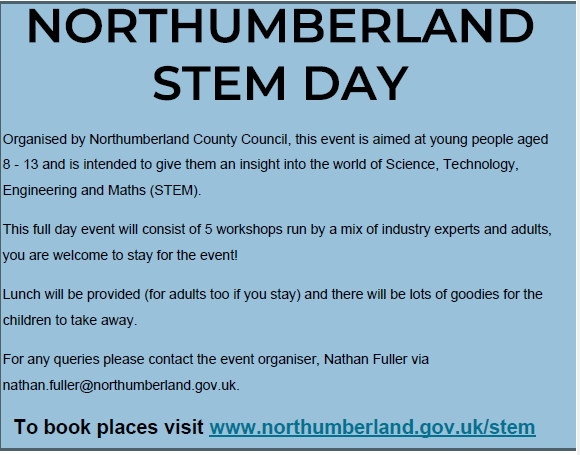 NORTHUMBERLAND
STEM DAY
Organised by Northumberland County Council, this event is aimed at young people aged
8 - 13 and is intended to give them an insight into the world of Science, Technology,
Engineering and Maths (STEM).
This full day event will consist of 5 workshops run by a mix of industry experts and adults,
you are welcome to stay for the event!
Lunch will be provided (for adults too if you stay) and there will be lots of goodies for the
children to take away.
For any queries please contact the event organiser, Nathan Fuller via
nathan.fuller@northumberland.gov.uk.
To book places visit www.northumberland.gov.uk/stem